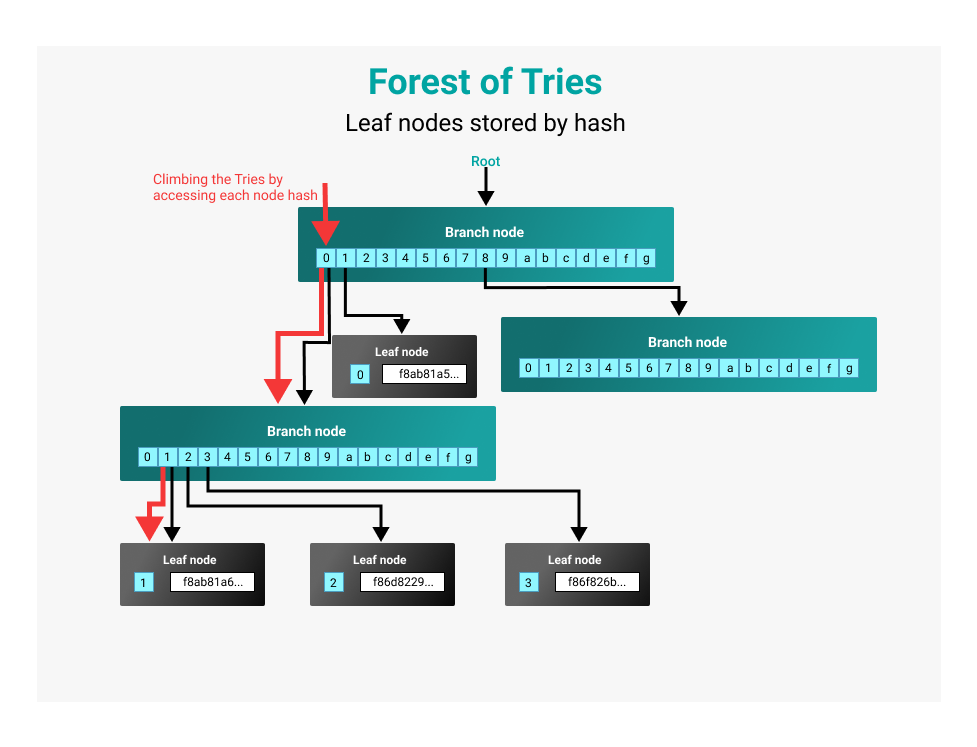 Forest of Tries
Leaf nodes stored by hash
Root
Climbing the Tries by
accessing each node hash
Branch node
0 1 2 3 4 5 6 7 8 9 a b c d e f g
Leaf node
0 f8ab81a5...
Branch node
0 1 2 3 4 5 6 7 8 9 a b c d e f g
Branch node
0 1 2 3 4 5 6 7 8 9 a b c d e f g
Leaf node
1 f8ab81a6...
Leaf node
2 f86d8229...
Leaf node
3 f86f826b...